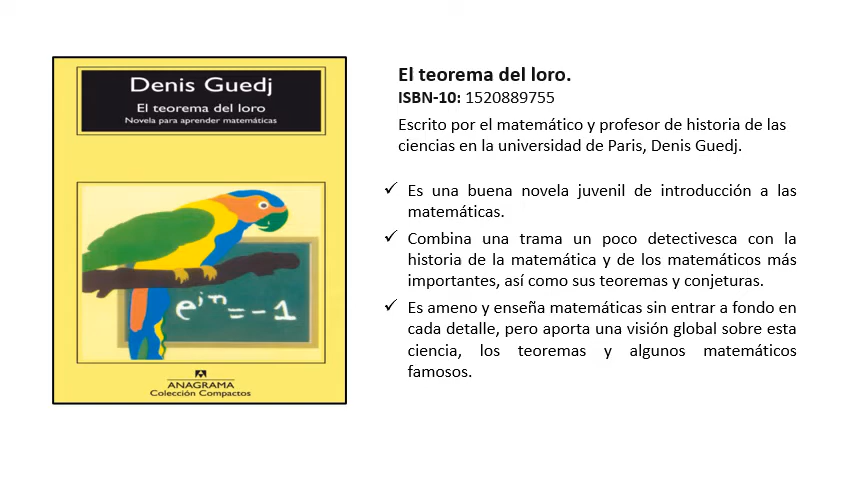 Denis Guedj
El teorema del loro
Novela para aprender matemáticas
e^iπ = -1
ANAGRAMA
Colección Compactos
El teorema del loro.
ISBN-10: 1520889755
Escrito por el matemático y profesor de historia de las
ciencias en la universidad de Paris, Denis Guedj.
✓ Es una buena novela juvenil de introducción a las
matemáticas.
✓ Combina una trama un poco detectivesca con la
historia de la matemática y de los matemáticos más
importantes, así como sus teoremas y conjeturas.
✓ Es ameno y enseña matemáticas sin entrar a fondo en
cada detalle, pero aporta una visión global sobre esta
ciencia, los teoremas y algunos matemáticos
famosos.